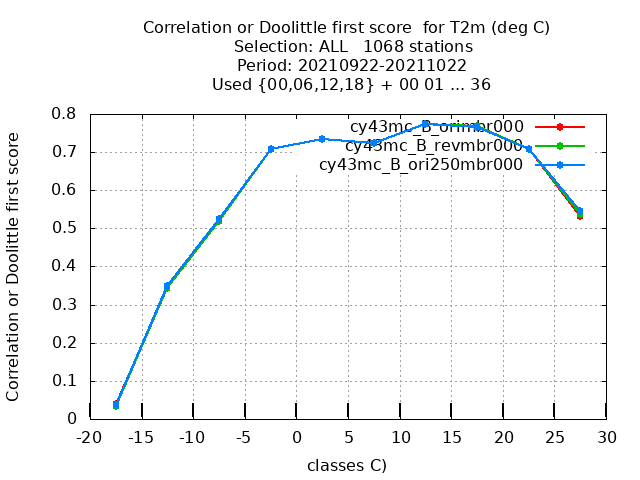 Correlation or Doolittle first score  for T2m (deg C)
Selection: ALL   1068 stations
Period: 20210922-20211022
Used {00,06,12,18} + 00 01 ... 36
Correlation or Doolittle first score
0.8
0.7
0.6
0.5
0.4
0.3
0.2
0.1
0
cy43mc_B_orimbr000
cy43mc_B_revmbr000
cy43mc_B_ori250mbr000
-20 -15 -10 -5 0 5 10 15 20 25 30
classes C)